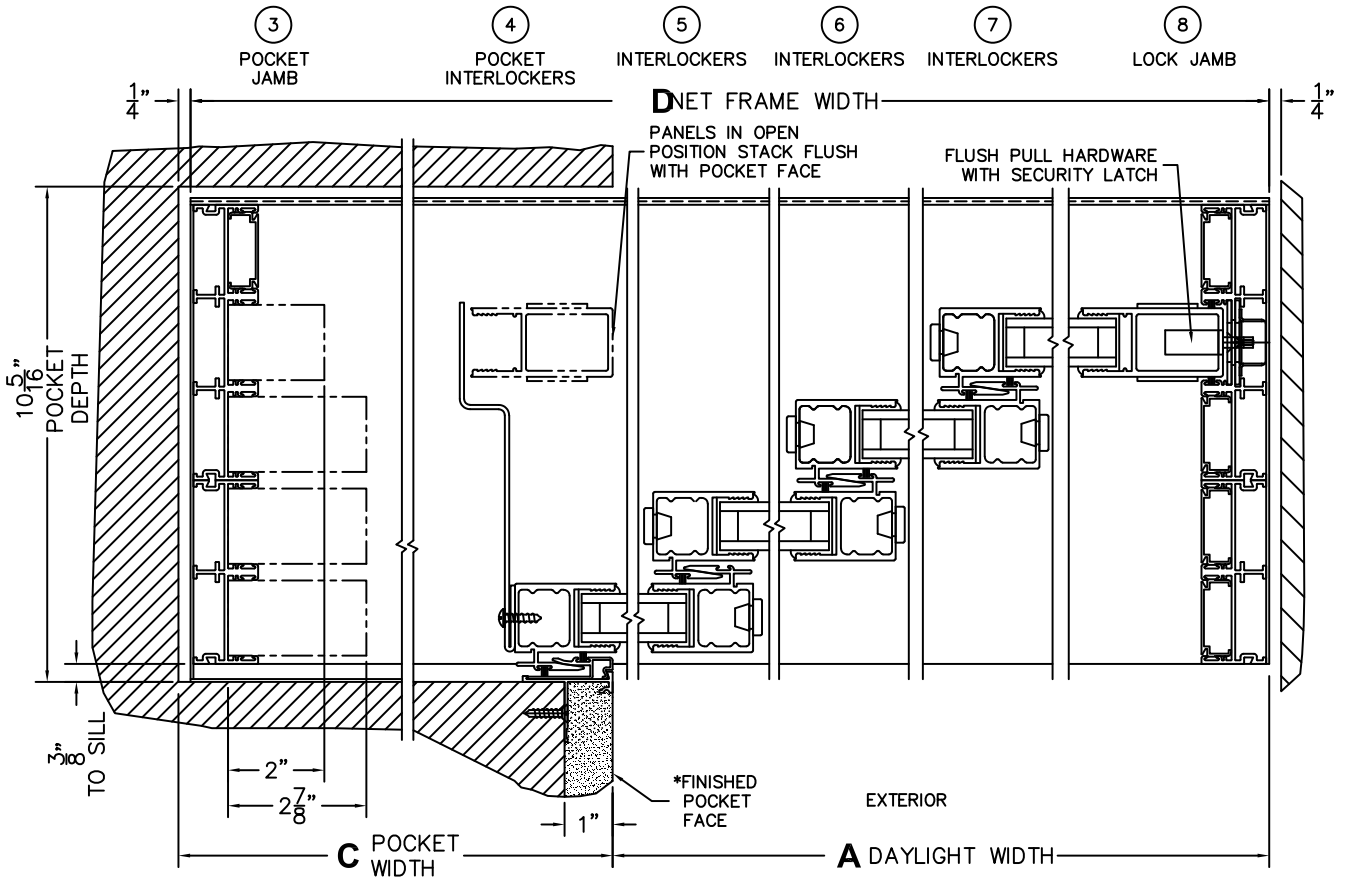 3
4
5
6
7
8
POCKET
JAMB
POCKET
INTERLOCKERS
INTERLOCKERS
INTERLOCKERS
INTERLOCKERS
LOCK JAMB
1/4"
D NET FRAME WIDTH
1/4"
PANELS IN OPEN
POSITION STACK FLUSH
WITH POCKET FACE
FLUSH PULL HARDWARE
WITH SECURITY LATCH
10 5/16"
POCKET
DEPTH
3/8"
TO SILL
2"
2 7/8"
1"
*FINISHED
POCKET
FACE
EXTERIOR
C POCKET
WIDTH
A DAYLIGHT WIDTH